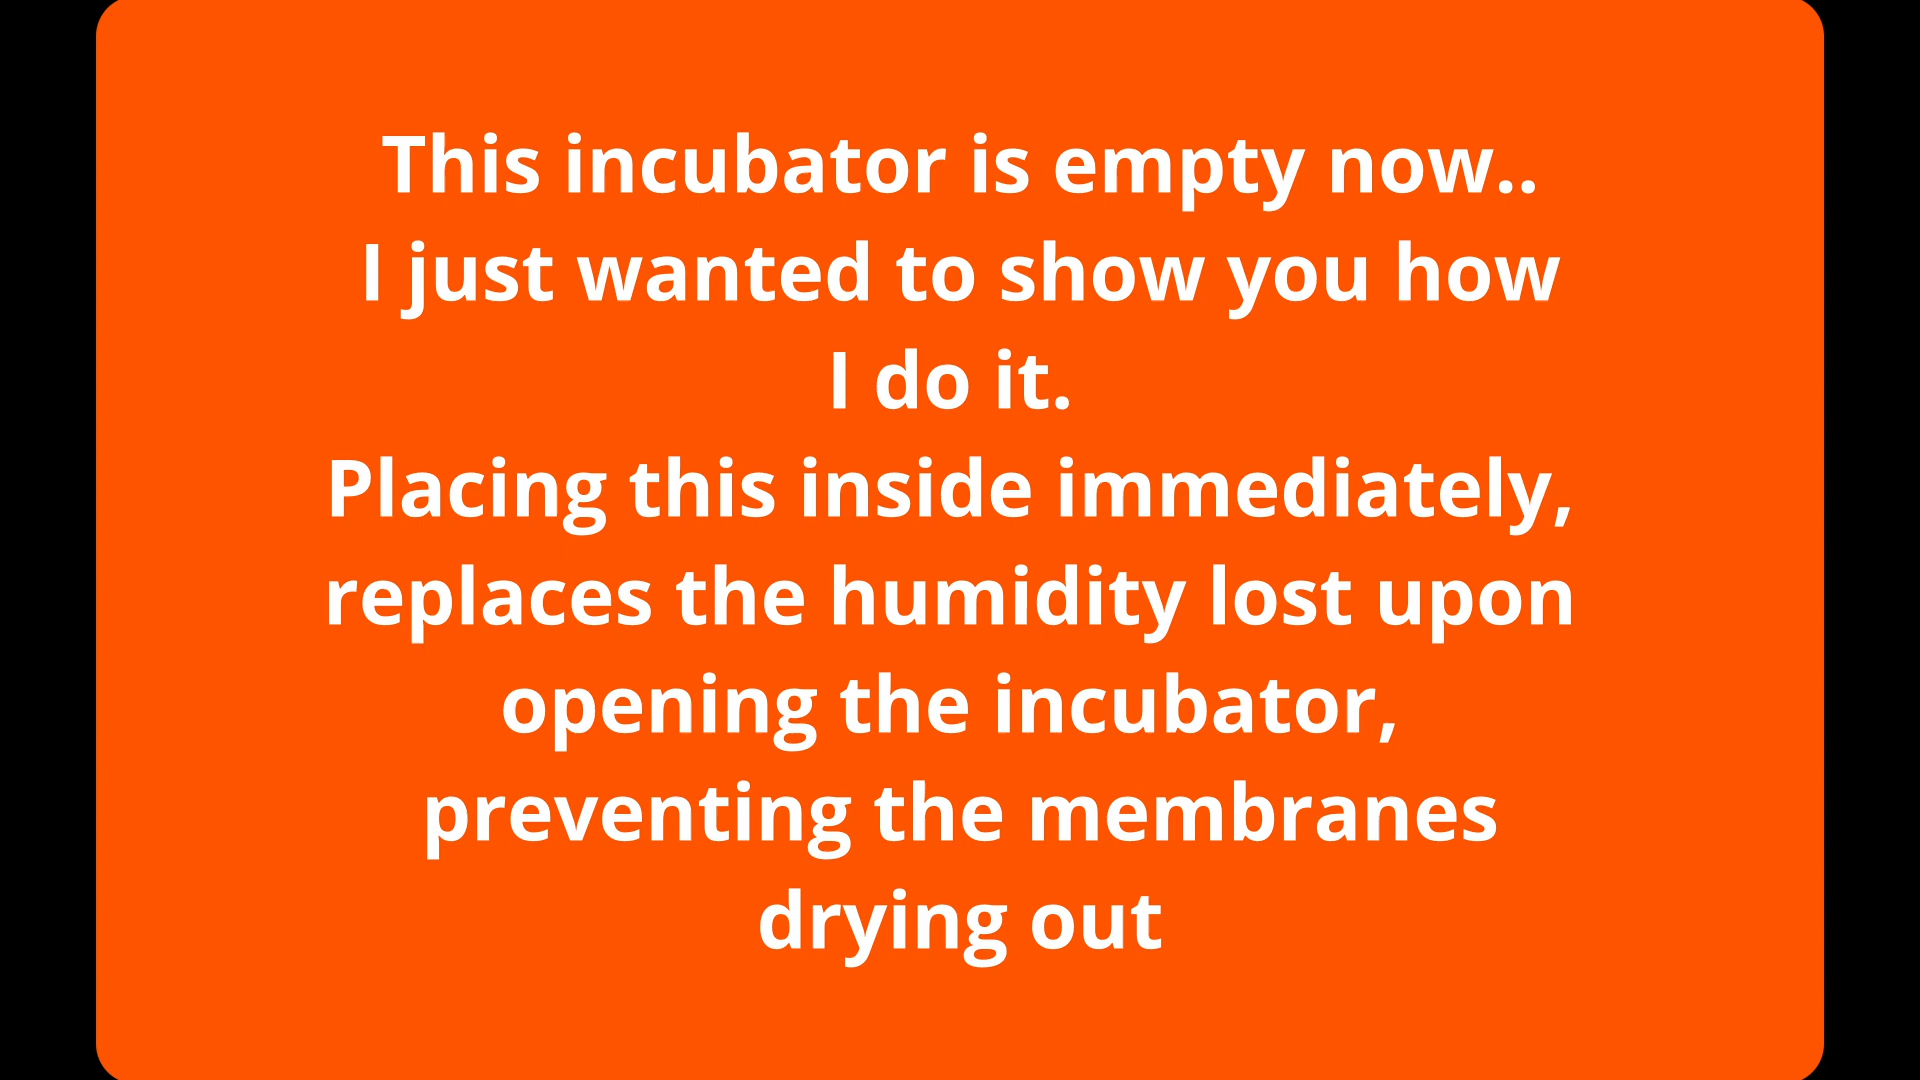 This incubator is empty now..
I just wanted to show you how
I do it.
Placing this inside immediately,
replaces the humidity lost upon
opening the incubator,
preventing the membranes
drying out